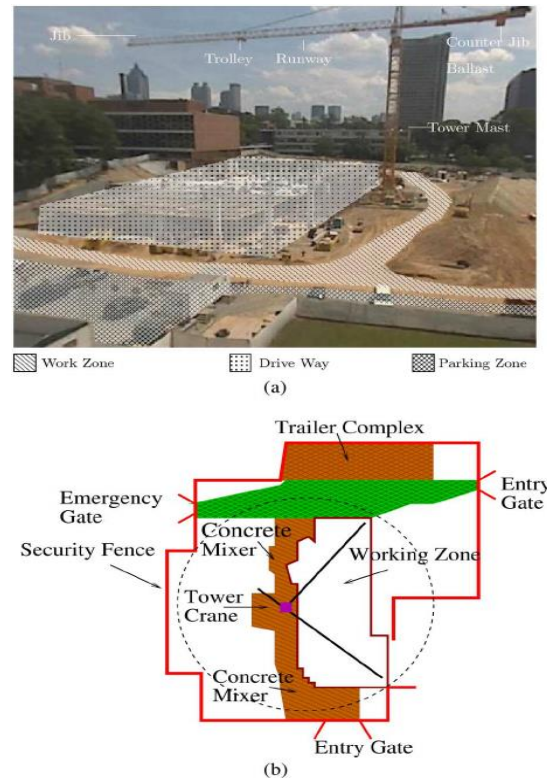 Jib
Trolley
Runway
Counter Jib
Ballast
Tower Mast
Work Zone
Drive Way
Parking Zone
(a)
Trailer Complex
Emergency
Gate
Entry
Gate
Concrete
Mixer
Security Fence
Working Zone
Tower
Crane
Concrete
Mixer
Entry Gate
(b)